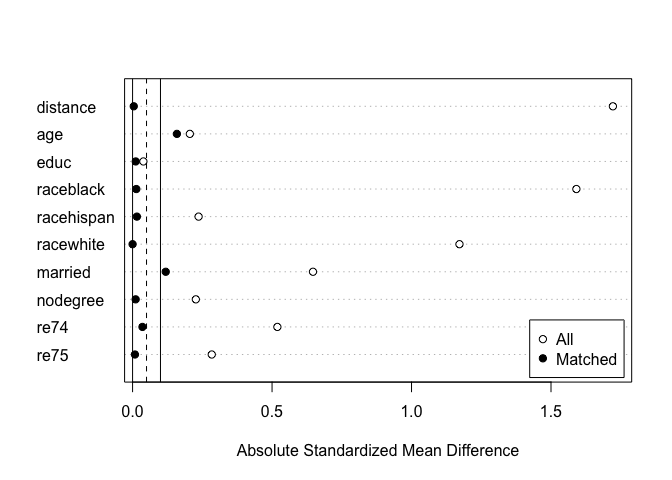 distance
age
educ
raceblack
racehispan
racewhite
married
nodegree
re74
re75
All
Matched
0.0 0.5 1.0 1.5
Absolute Standardized Mean Difference